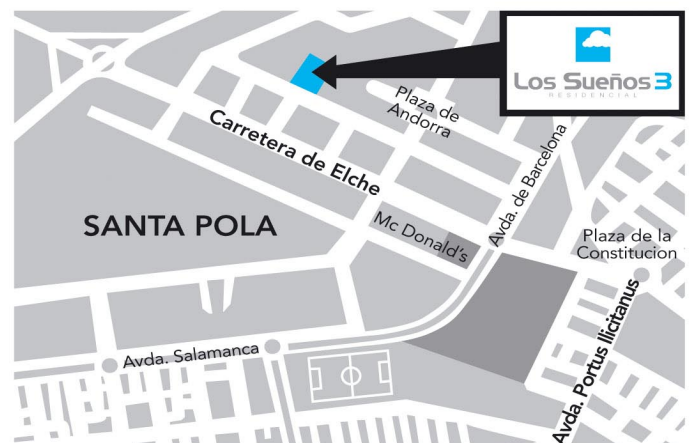 Los Sueños 3
RESIDENCIAL
Plaza de
Andorra
Carretera de Elche
Avda. de Barcelona
SANTA POLA
Mc Donald's
Plaza de la
Constitucion
Avda. Salamanca
Avda. Portus Ilicitanus